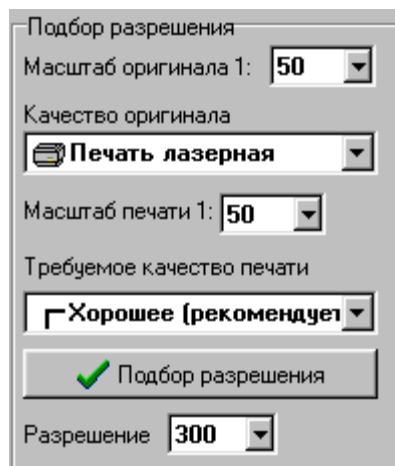 Подбор разрешения
Масштаб оригинала 1: 50
Качество оригинала
Печать лазерная
Масштаб печати 1: 50
Требуемое качество печати
Хорошее (рекомендует
Подбор разрешения
Разрешение 300